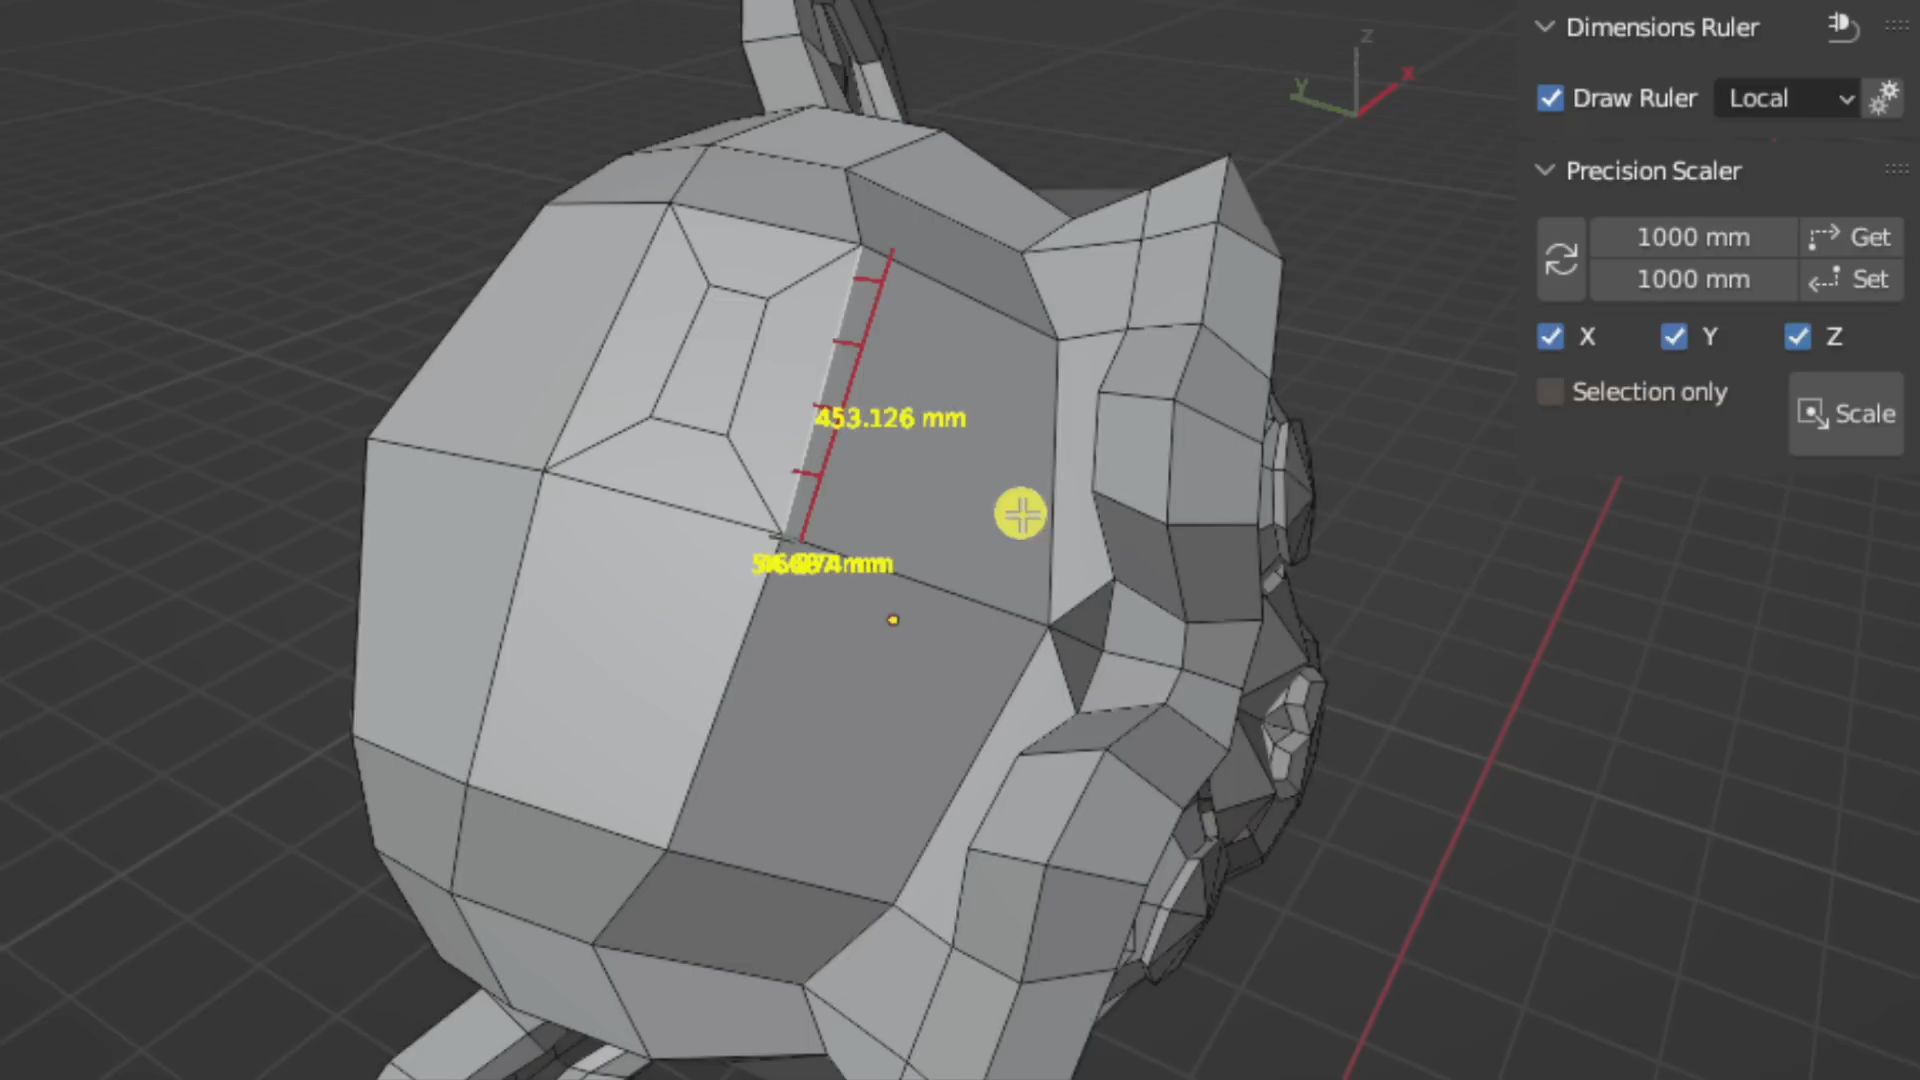 Dimensions Ruler
Draw Ruler
Local
Precision Scaler
1000 mm
Get
1000 mm
Set
X
Y
Z
Selection only
Scale
z
x
y
453.126 mm
mm